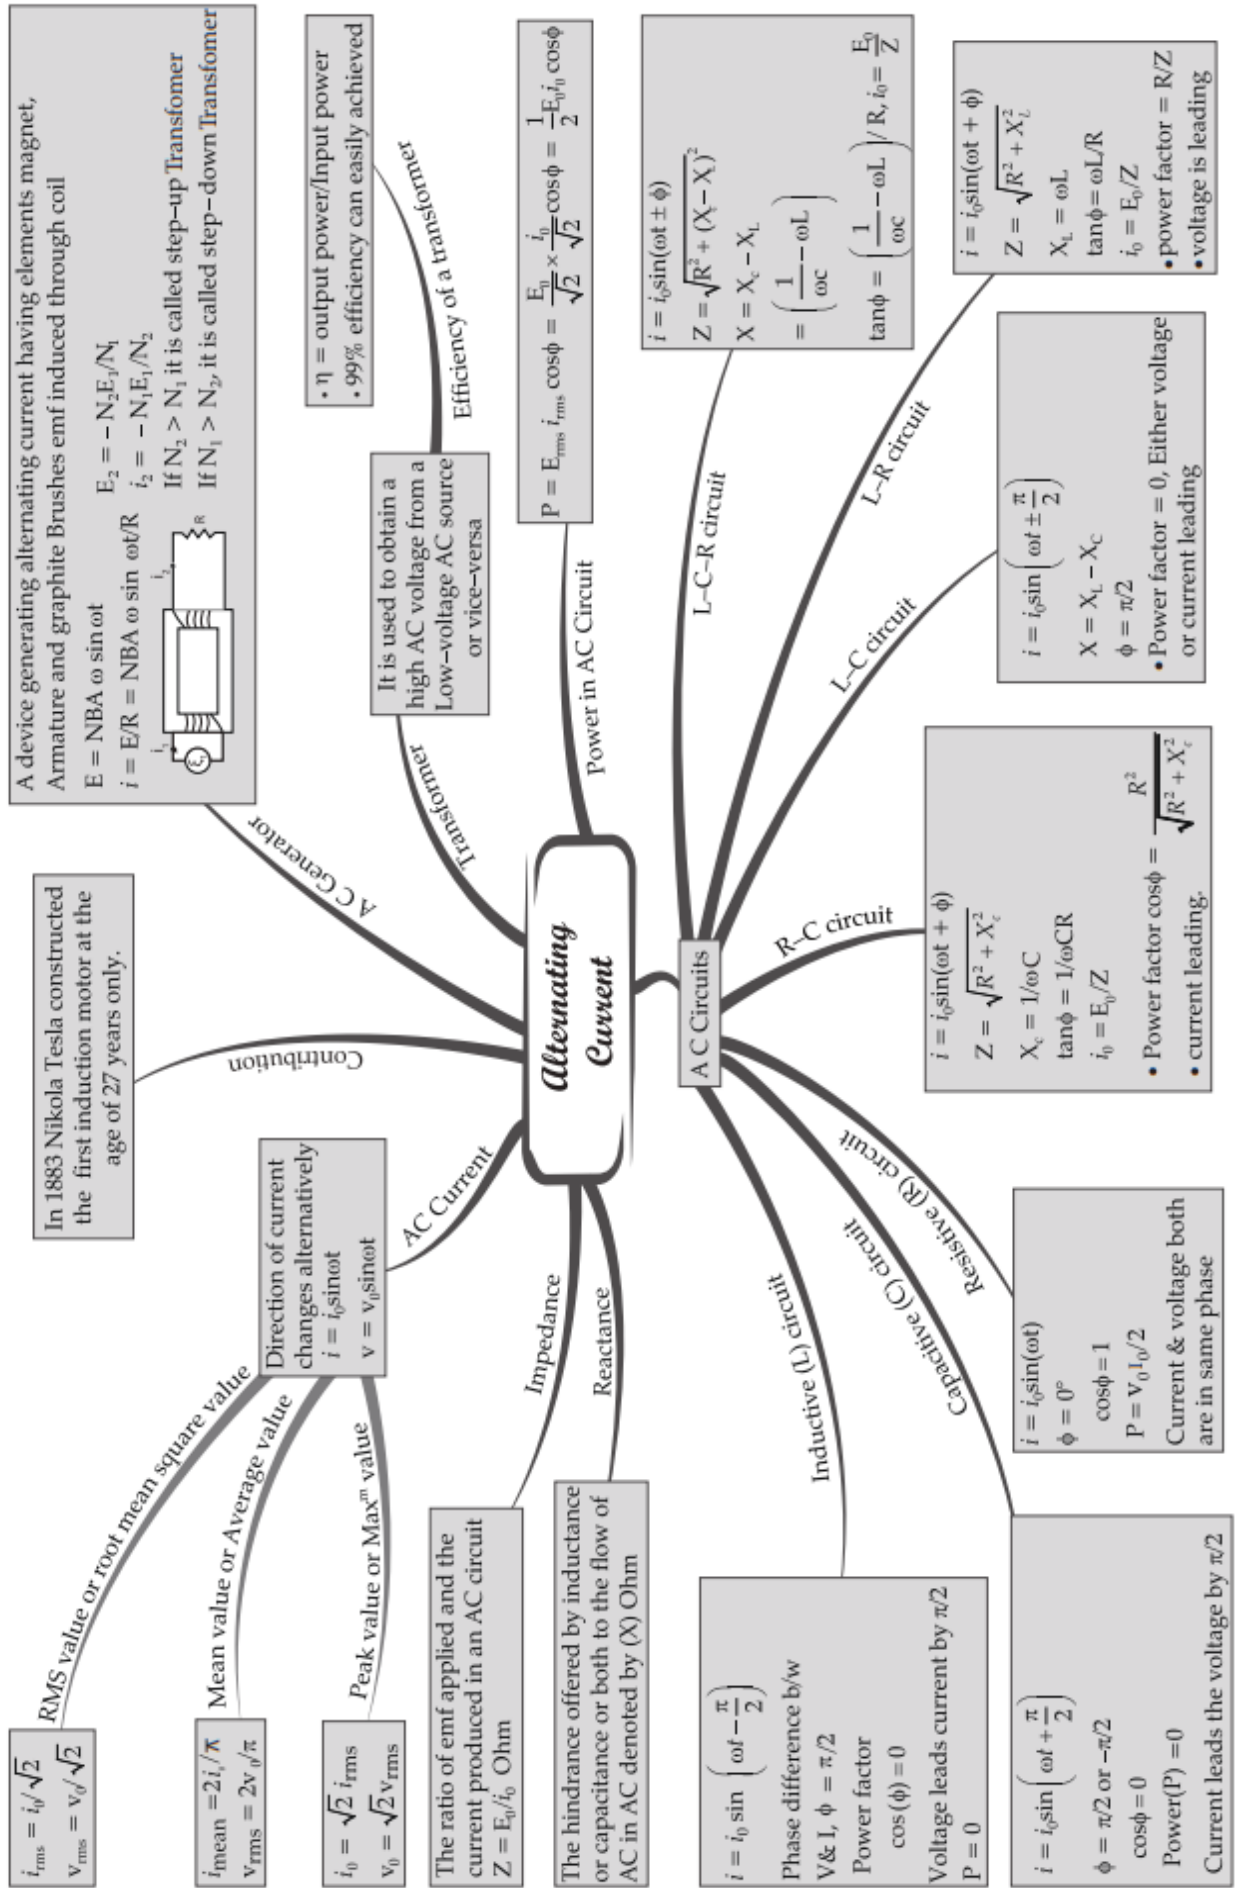 i_rms = i₀/√2
v_rms = v₀/√2
RMS value or root mean square value
i_mean = 2i₀/π
v_rms = 2v₀/π
Mean value or Average value
i₀ = √2 i_rms
v₀ = √2 v_rms
Peak value or Maxᵐ value
Direction of current
changes alternatively
i = i₀sinωt
v = v₀sinωt
AC Current
In 1883 Nikola Tesla constructed
the first induction motor at the
age of 27 years only.
Contribution
A device generating alternating current having elements magnet,
Armature and graphite Brushes emf induced through coil
E = NBA ω sin ωt
i = E/R = NBA ω sin ωt/R
E₂ = – N₂E₁/N₁
i₂ = – N₁E₁/N₂
If N₂ > N₁ it is called step–up Transfomer
If N₁ > N₂, it is called step–down Transfomer
i₁
i₂
R
ξ₁
A C Generator
It is used to obtain a
high AC voltage from a
Low–voltage AC source
or vice–versa
Transformer
• η = output power/Input power
• 99% efficiency can easily achieved
Efficiency of a transformer
P = E_rms i_rms cosϕ = E₀/√2 × i₀/√2 cosϕ = 1/2 E₀i₀ cosϕ
Power in AC Circuit
Alternating
Current
The ratio of emf applied and the
current produced in an AC circuit
Z = E₀/i₀ Ohm
Impedance
The hindrance offered by inductance
or capacitance or both to the flow of
AC in AC denoted by (X) Ohm
Reactance
A C Circuits
i = i₀ sin (ωt – π/2)
Phase difference b/w
V& I, ϕ = π/2
Power factor
cos (ϕ) = 0
Voltage leads current by π/2
P = 0
Inductive (L) circuit
i = i₀sin (ωt + π/2)
ϕ = π/2 or –π/2
cosϕ = 0
Power(P) = 0
Current leads the voltage by π/2
Capacitive (C) circuit
i = i₀sin(ωt)
ϕ = 0°
cosϕ = 1
P = v₀ I₀/2
Current & voltage both
are in same phase
Resistive (R) circuit
i = i₀sin(ωt + ϕ)
Z = √(R² + X_c²)
X_c = 1/ωC
tanϕ = 1/ωCR
i₀ = E₀/Z
• Power factor cosϕ = R²/√(R² + X_c²)
• current leading.
R–C circuit
i = i₀sin (ωt ± π/2)
X = X_L – X_C
ϕ = π/2
• Power factor = 0, Either voltage
or current leading
L–C circuit
i = i₀sin(ωt + ϕ)
Z = √(R² + X_L²)
X_L = ωL
tanϕ = ωL/R
i₀ = E₀/Z
• power factor = R/Z
• voltage is leading
L–R circuit
i = i₀sin(ωt ± ϕ)
Z = √(R² + (X_c – X_L)²)
X = X_c – X_L
= (1/ωc – ωL)
tanϕ = (1/ωc – ωL) / R, i₀ = E₀/Z
L–C–R circuit